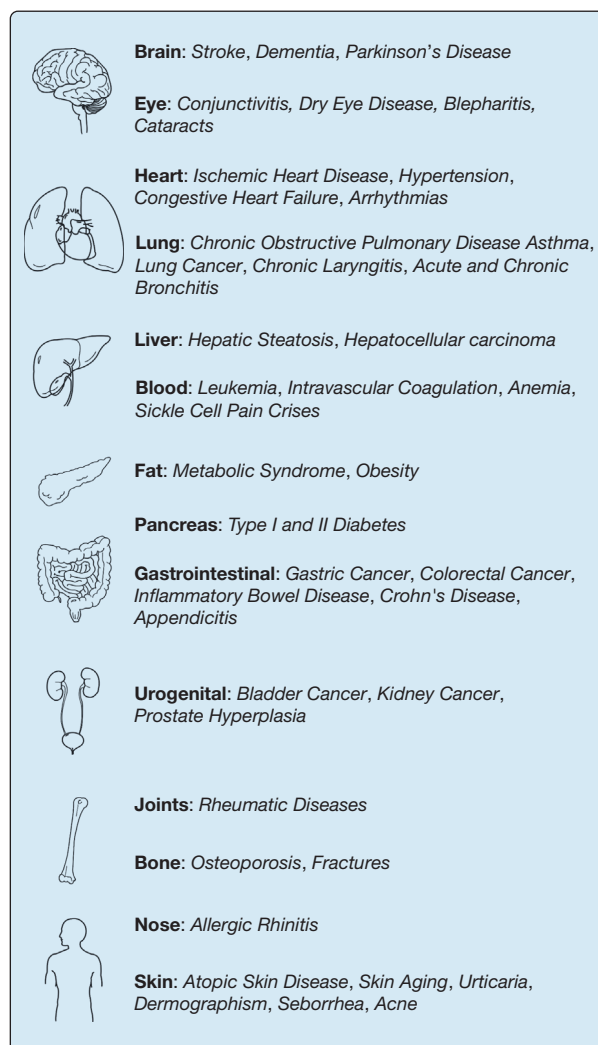 Brain: Stroke, Dementia, Parkinson’s Disease
Eye: Conjunctivitis, Dry Eye Disease, Blepharitis,
Cataracts
Heart: Ischemic Heart Disease, Hypertension,
Congestive Heart Failure, Arrhythmias
Lung: Chronic Obstructive Pulmonary Disease Asthma,
Lung Cancer, Chronic Laryngitis, Acute and Chronic
Bronchitis
Liver: Hepatic Steatosis, Hepatocellular carcinoma
Blood: Leukemia, Intravascular Coagulation, Anemia,
Sickle Cell Pain Crises
Fat: Metabolic Syndrome, Obesity
Pancreas: Type I and II Diabetes
Gastrointestinal: Gastric Cancer, Colorectal Cancer,
Inflammatory Bowel Disease, Crohn's Disease,
Appendicitis
Urogenital: Bladder Cancer, Kidney Cancer,
Prostate Hyperplasia
Joints: Rheumatic Diseases
Bone: Osteoporosis, Fractures
Nose: Allergic Rhinitis
Skin: Atopic Skin Disease, Skin Aging, Urticaria,
Dermographism, Seborrhea, Acne